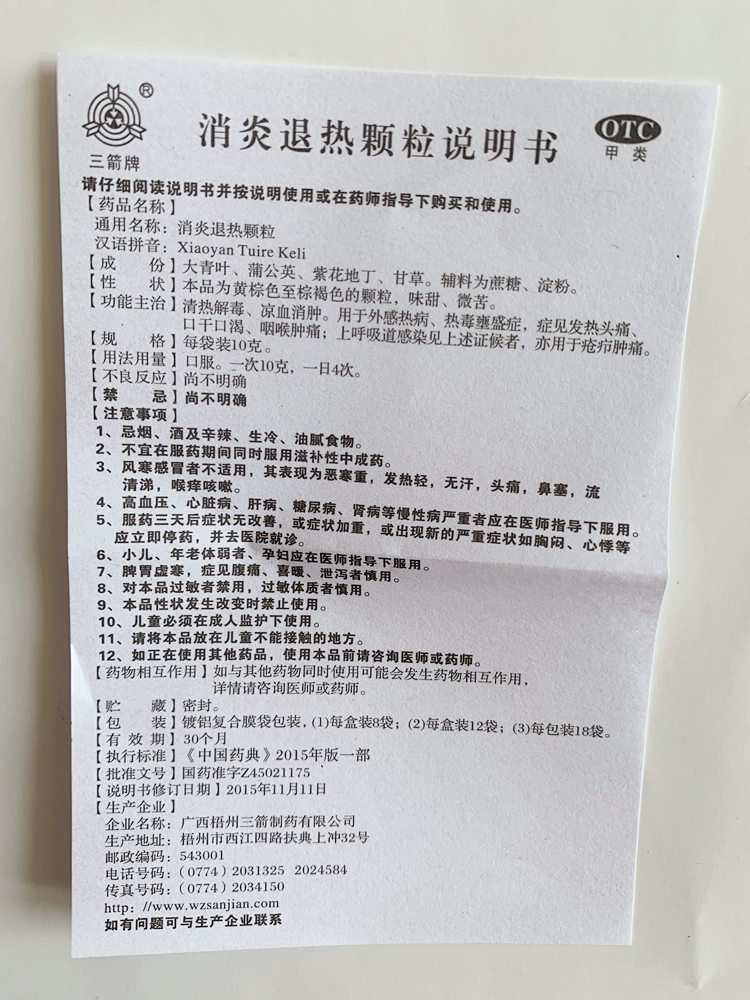 ®
三箭牌
消炎退热颗粒说明书
OTC
甲类
请仔细阅读说明书并按说明使用或在药师指导下购买和使用。
【药品名称】
通用名称：消炎退热颗粒
汉语拼音：Xiaoyan Tuire Keli
【成　　份】大青叶、蒲公英、紫花地丁、甘草。辅料为蔗糖、淀粉。
【性　　状】本品为黄棕色至棕褐色的颗粒，味甜、微苦。
【功能主治】清热解毒、凉血消肿。用于外感热病、热毒壅盛症，症见发热头痛、
口干口渴、咽喉肿痛；上呼吸道感染见上述证候者，亦用于疮疖肿痛。
【规　　格】每袋装10克。
【用法用量】口服。一次10克，一日4次。
【不良反应】尚不明确
【禁　　忌】尚不明确
【注意事项】
1、忌烟、酒及辛辣、生冷、油腻食物。
2、不宜在服药期间同时服用滋补性中成药。
3、风寒感冒者不适用，其表现为恶寒重，发热轻，无汗，头痛，鼻塞，流
清涕，喉痒咳嗽。
4、高血压、心脏病、肝病、糖尿病、肾病等慢性病严重者应在医师指导下服用。
5、服药三天后症状无改善，或症状加重，或出现新的严重症状如胸闷、心悸等
应立即停药，并去医院就诊。
6、小儿、年老体弱者、孕妇应在医师指导下服用。
7、脾胃虚寒，症见腹痛、喜暖、泄泻者慎用。
8、对本品过敏者禁用，过敏体质者慎用。
9、本品性状发生改变时禁止使用。
10、儿童必须在成人监护下使用。
11、请将本品放在儿童不能接触的地方。
12、如正在使用其他药品，使用本品前请咨询医师或药师。
【药物相互作用】如与其他药物同时使用可能会发生药物相互作用，
详情请咨询医师或药师。
【贮　　藏】密封。
【包　　装】镀铝复合膜袋包装，(1)每盒装8袋；(2)每盒装12袋；(3)每包装18袋。
【有 效 期】30个月
【执行标准】《中国药典》2015年版一部
【批准文号】国药准字Z45021175
【说明书修订日期】2015年11月11日
【生产企业】
企业名称：广西梧州三箭制药有限公司
生产地址：梧州市西江四路扶典上冲32号
邮政编码：543001
电话号码：(0774) 2031325 2024584
传真号码：(0774) 2034150
http: //www.wzsanjian.com
如有问题可与生产企业联系